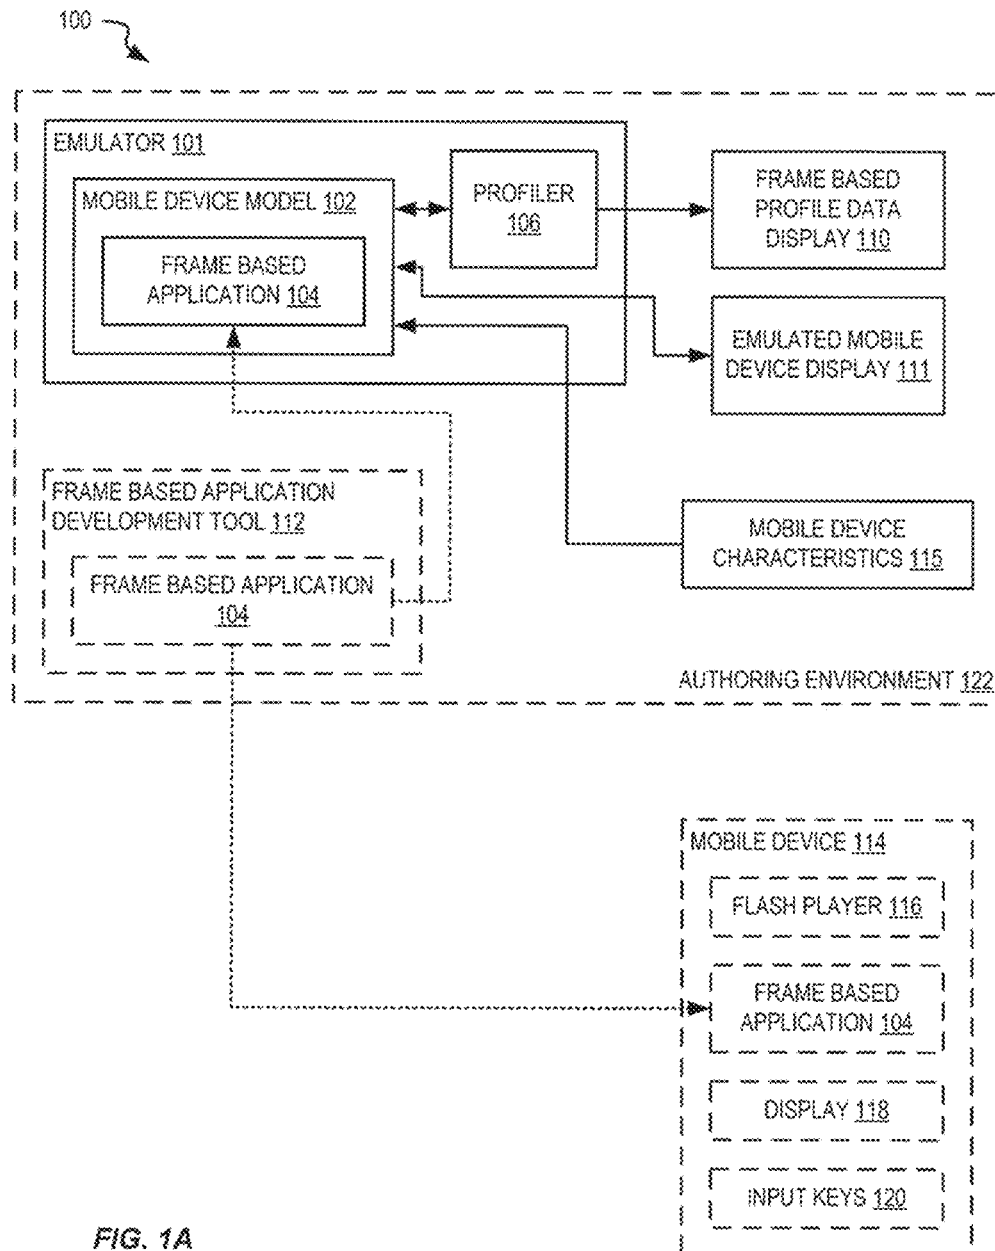 100
EMULATOR 101
MOBILE DEVICE MODEL 102
FRAME BASED
APPLICATION 104
PROFILER
106
FRAME BASED
PROFILE DATA
DISPLAY 110
EMULATED MOBILE
DEVICE DISPLAY 111
FRAME BASED APPLICATION
DEVELOPMENT TOOL 112
FRAME BASED APPLICATION
104
MOBILE DEVICE
CHARACTERISTICS 115
AUTHORING ENVIRONMENT 122
MOBILE DEVICE 114
FLASH PLAYER 116
FRAME BASED
APPLICATION 104
DISPLAY 118
INPUT KEYS 120
FIG. 1A